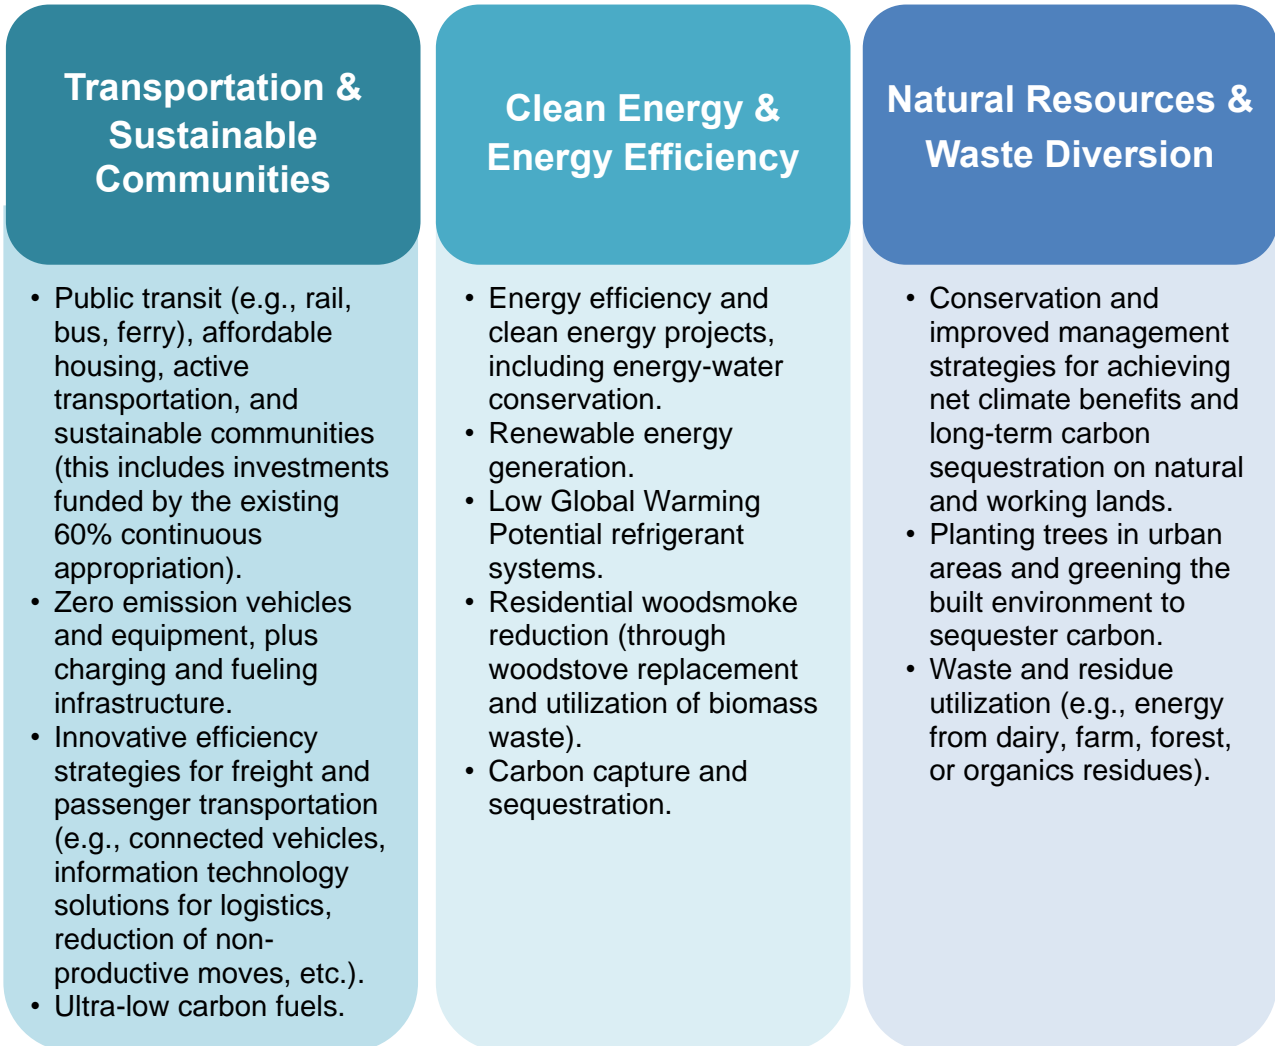 Transportation &
Sustainable
Communities
• Public transit (e.g., rail,
bus, ferry), affordable
housing, active
transportation, and
sustainable communities
(this includes investments
funded by the existing
60% continuous
appropriation).
• Zero emission vehicles
and equipment, plus
charging and fueling
infrastructure.
• Innovative efficiency
strategies for freight and
passenger transportation
(e.g., connected vehicles,
information technology
solutions for logistics,
reduction of non-
productive moves, etc.).
• Ultra-low carbon fuels.
Clean Energy &
Energy Efficiency
• Energy efficiency and
clean energy projects,
including energy-water
conservation.
• Renewable energy
generation.
• Low Global Warming
Potential refrigerant
systems.
• Residential woodsmoke
reduction (through
woodstove replacement
and utilization of biomass
waste).
• Carbon capture and
sequestration.
Natural Resources &
Waste Diversion
• Conservation and
improved management
strategies for achieving
net climate benefits and
long-term carbon
sequestration on natural
and working lands.
• Planting trees in urban
areas and greening the
built environment to
sequester carbon.
• Waste and residue
utilization (e.g., energy
from dairy, farm, forest,
or organics residues).